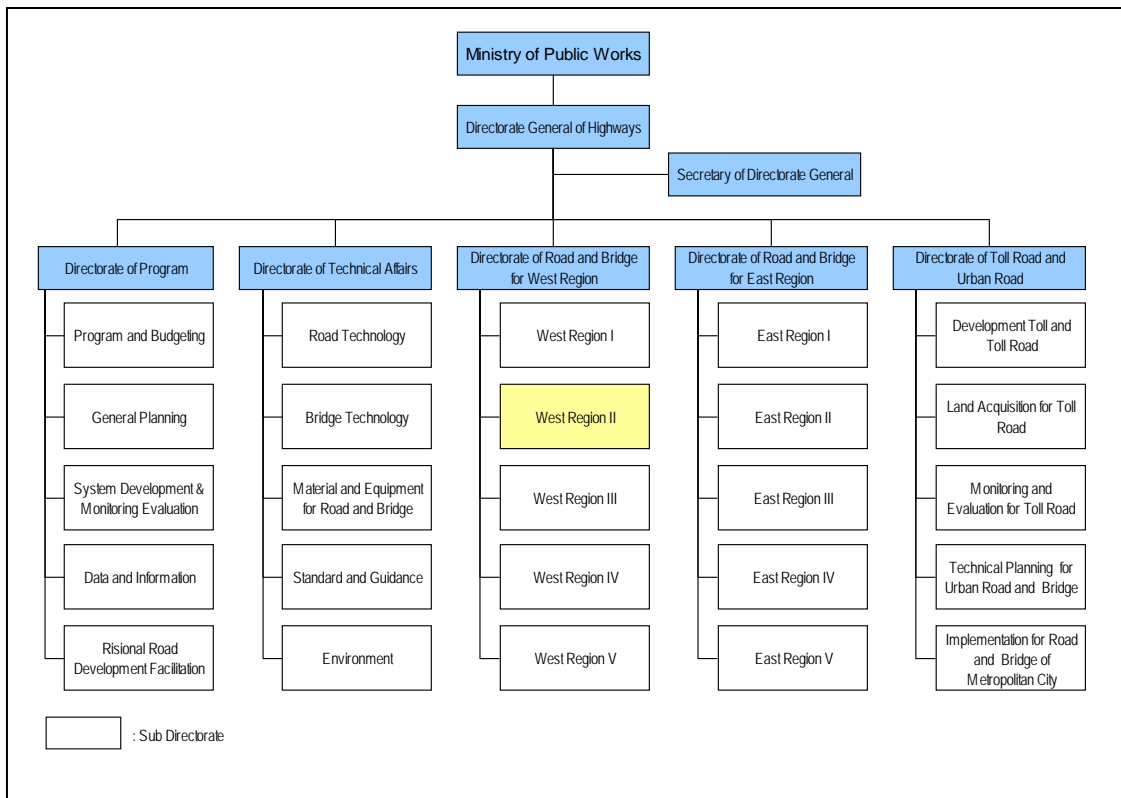 Ministry of Public Works
Directorate General of Highways
Secretary of Directorate General
Directorate of Program
Directorate of Technical Affairs
Directorate of Road and Bridge
for West Region
Directorate of Road and Bridge
for East Region
Directorate of Toll Road and
Urban Road
Program and Budgeting
General Planning
System Development &
Monitoring Evaluation
Data and Information
Risional Road
Development Facilitation
Road Technology
Bridge Technology
Material and Equipment
for Road and Bridge
Standard and Guidance
Environment
West Region I
West Region II
West Region III
West Region IV
West Region V
East Region I
East Region II
East Region III
East Region IV
East Region V
Development Toll and
Toll Road
Land Acquisition for Toll
Road
Monitoring and
Evaluation for Toll Road
Technical Planning for
Urban Road and Bridge
Implementation for Road
and Bridge of
Metropolitan City
: Sub Directorate